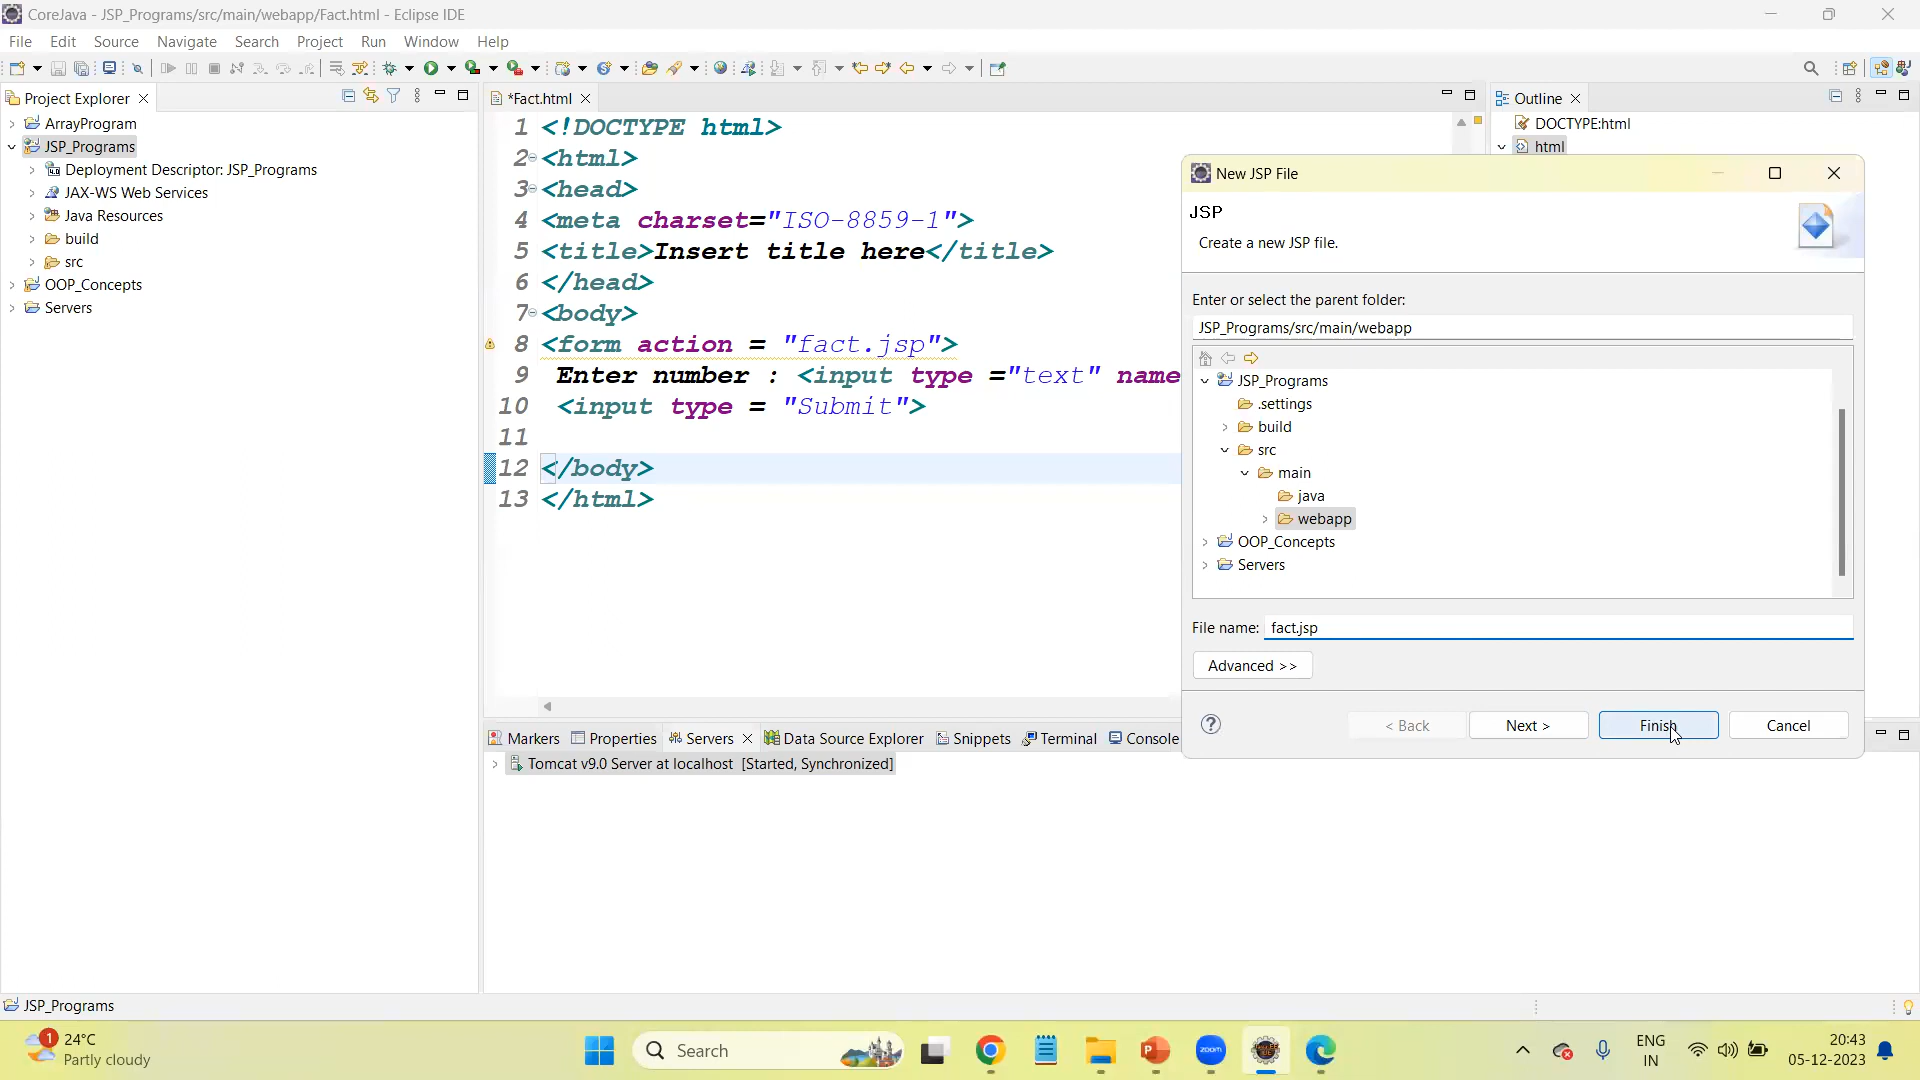 CoreJava - JSP_Programs/src/main/webapp/Fact.html - Eclipse IDE
File Edit Source Navigate Search Project Run Window Help
Project Explorer
ArrayProgram
JSP_Programs
Deployment Descriptor: JSP_Programs
JAX-WS Web Services
Java Resources
build
src
OOP_Concepts
Servers
*Fact.html
1 <!DOCTYPE html>
2 <html>
3 <head>
4 <meta charset="ISO-8859-1">
5 <title>Insert title here</title>
6 </head>
7 <body>
8 <form action = "fact.jsp">
9 Enter number : <input type ="text" name
10 <input type = "Submit">
11
12 </body>
13 </html>
Outline
DOCTYPE:html
html
New JSP File
JSP
Create a new JSP file.
Enter or select the parent folder:
JSP_Programs/src/main/webapp
JSP_Programs
.settings
build
src
main
java
webapp
OOP_Concepts
Servers
File name: fact.jsp
Advanced >>
? < Back Next > Finish Cancel
Markers Properties Servers Data Source Explorer Snippets Terminal Console
Tomcat v9.0 Server at localhost [Started, Synchronized]
JSP_Programs
1 24°C
Partly cloudy
Search
zoom
ENG
IN
20:43
05-12-2023